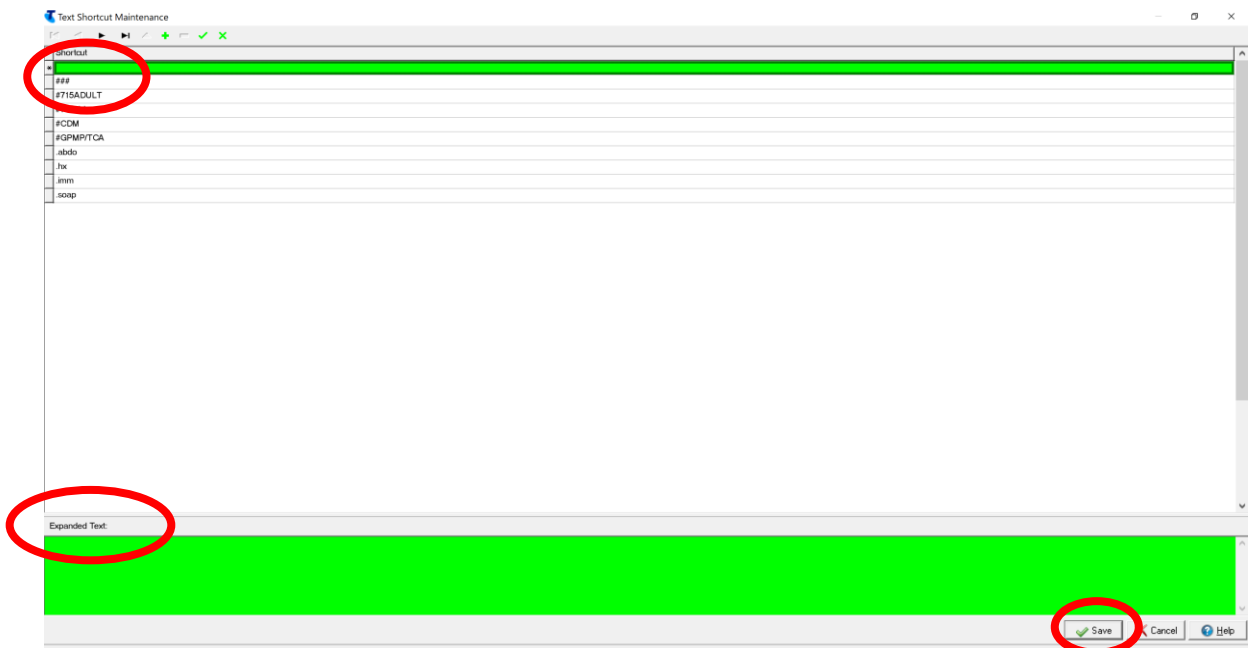 Text Shortcut Maintenance
Shortcut
###
#715ADULT
#CDM
#GPMP/TCA
.abdo
.hx
.imm
.soap
Expanded Text:
Save Cancel Help